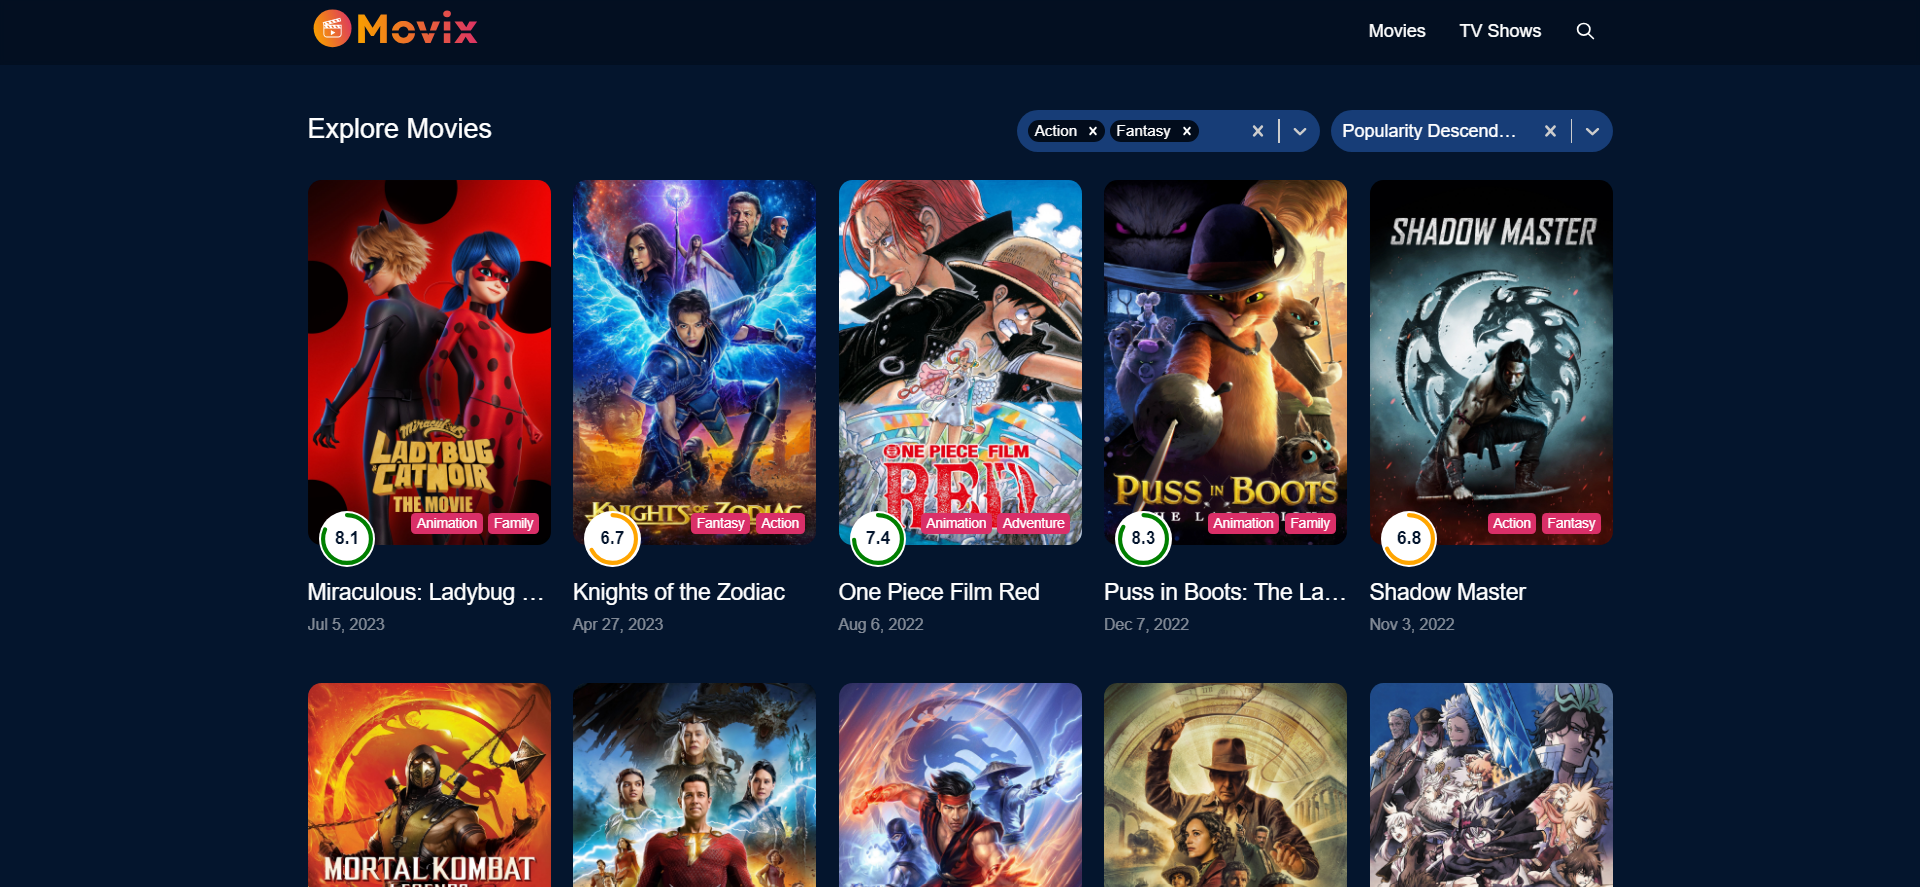 Movix
Movies
TV Shows
Explore Movies
Action ×
Fantasy ×
Popularity Descend...
Miraculous
LADYBUG
& CATNOIR
THE MOVIE
8.1
Animation
Family
Miraculous: Ladybug ...
Jul 5, 2023
KNIGHTS OF THE ZODIAC
6.7
Fantasy
Action
Knights of the Zodiac
Apr 27, 2023
ONE PIECE FILM
RED
7.4
Animation
Adventure
One Piece Film Red
Aug 6, 2022
PUSS IN BOOTS
8.3
Animation
Family
Puss in Boots: The La...
Dec 7, 2022
SHADOW MASTER
6.8
Action
Fantasy
Shadow Master
Nov 3, 2022
MORTAL KOMBAT
LEGENDS